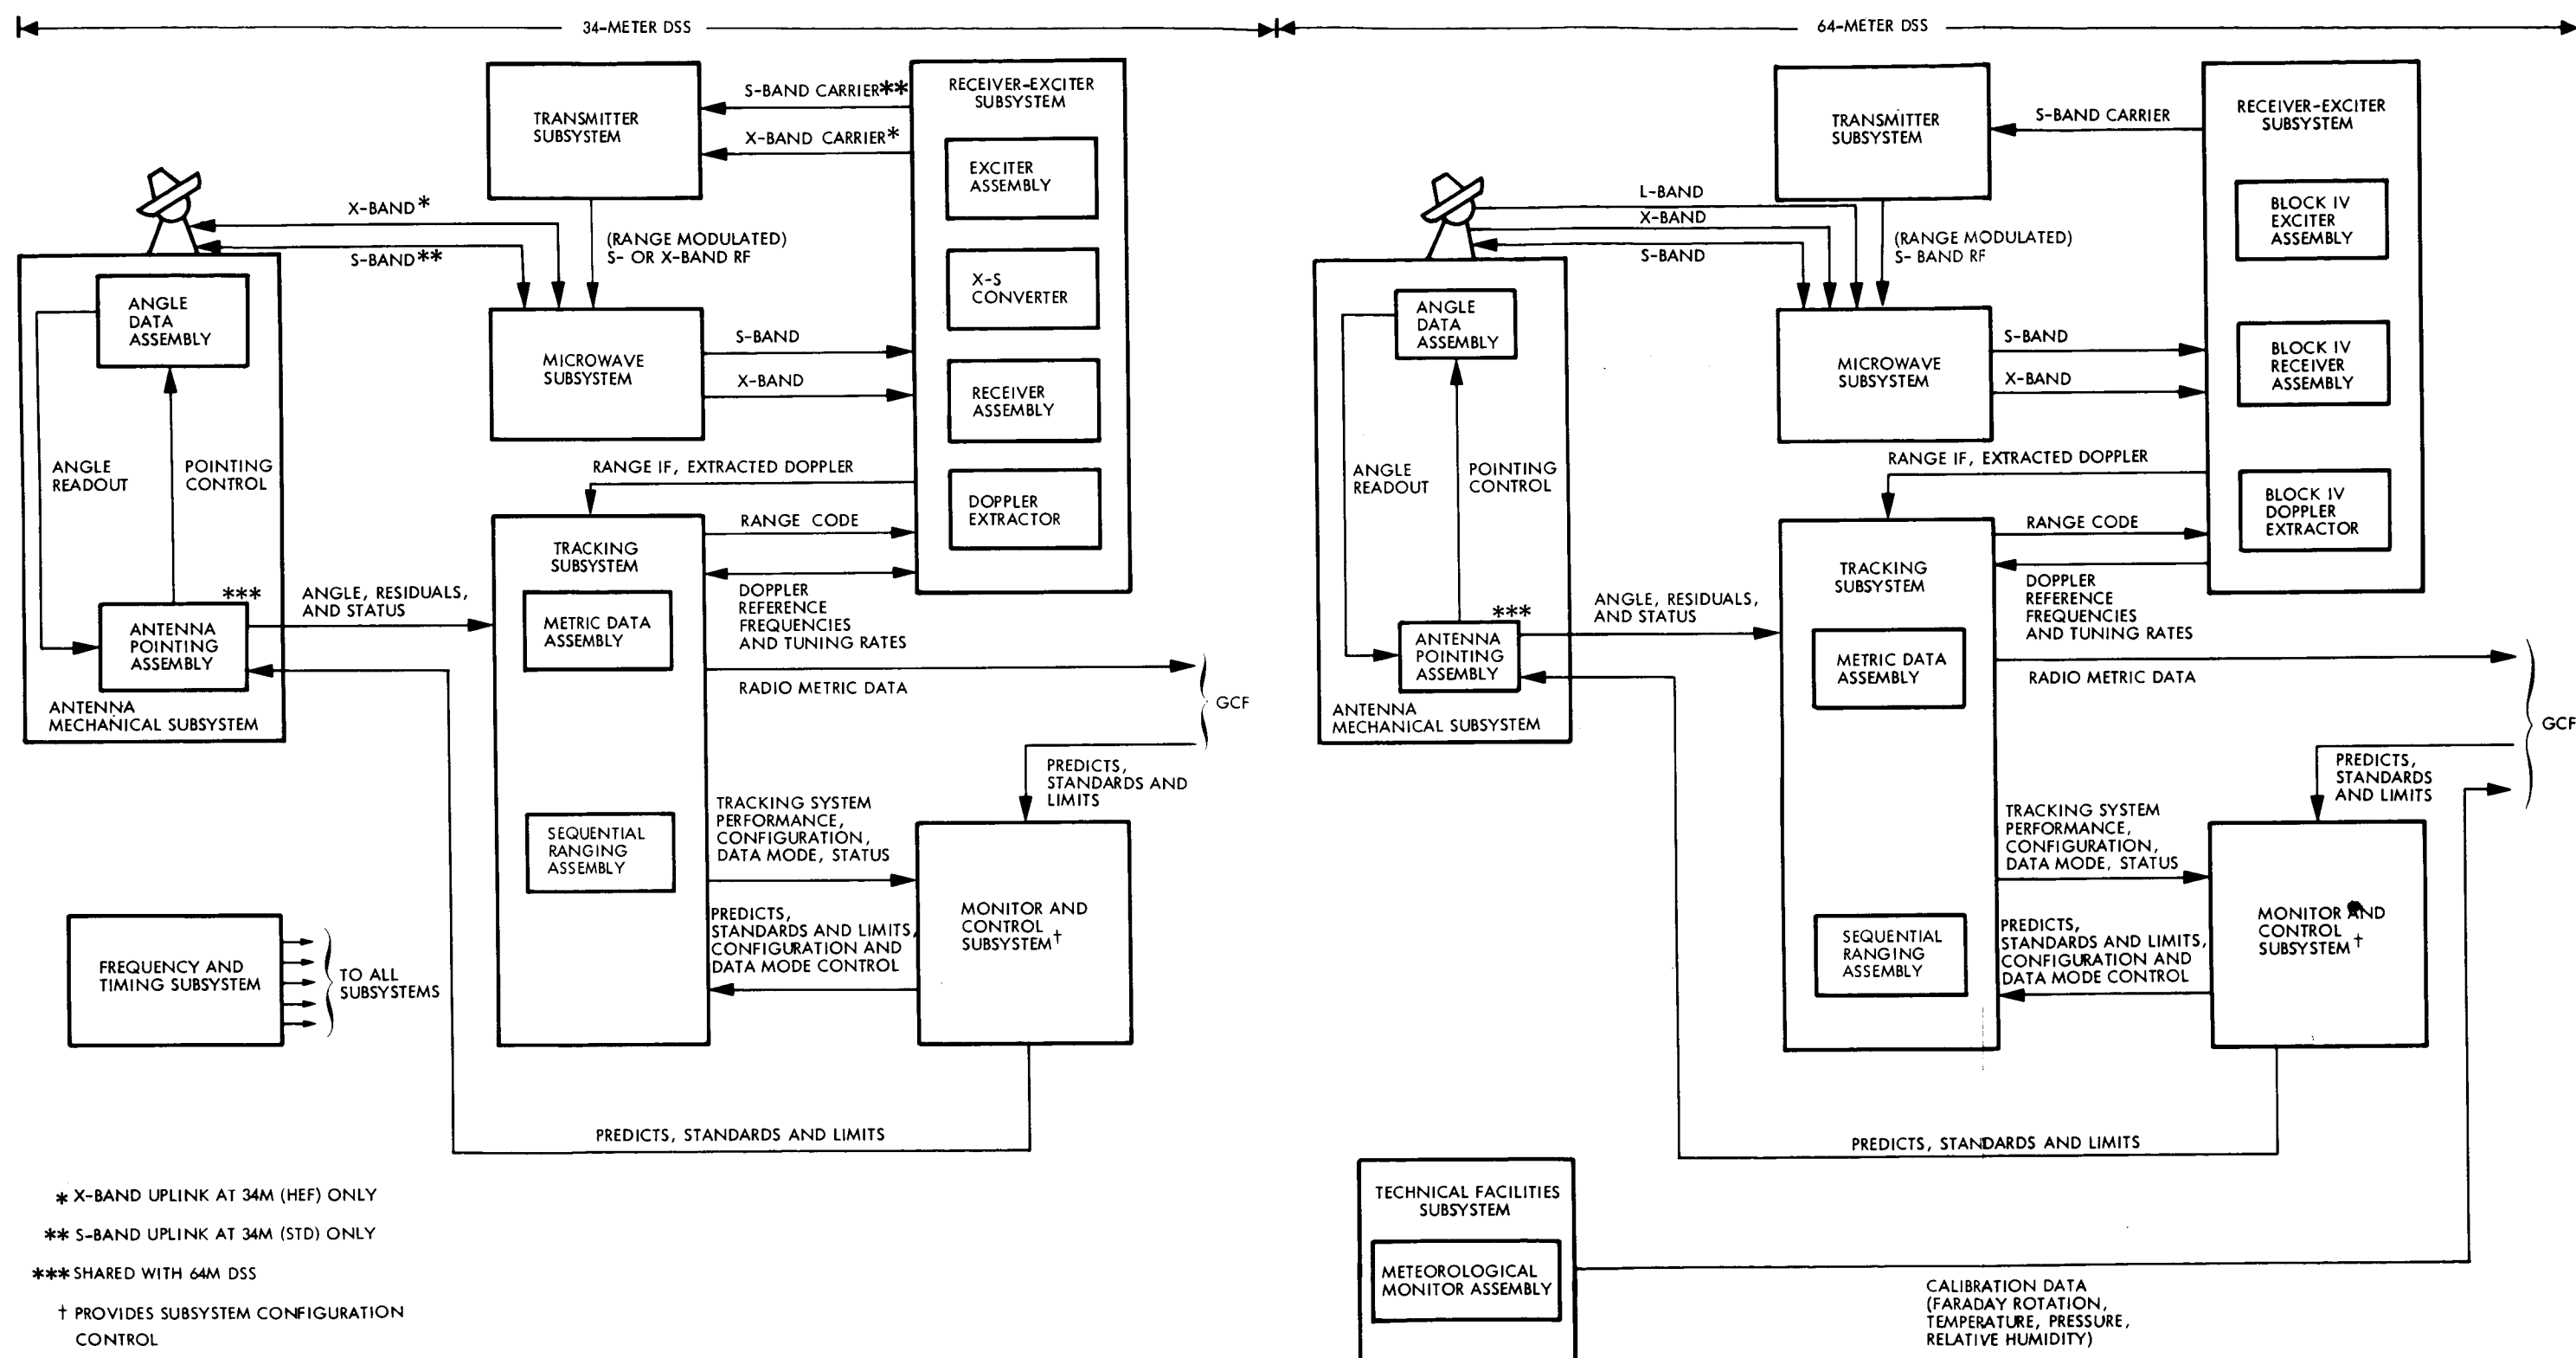 34-METER DSS
TRANSMITTER
SUBSYSTEM
S-BAND CARRIER**
X-BAND CARRIER*
RECEIVER-EXCITER
SUBSYSTEM
EXCITER
ASSEMBLY
X-S
CONVERTER
RECEIVER
ASSEMBLY
DOPPLER
EXTRACTOR
X-BAND*
S-BAND**
(RANGE MODULATED)
S- OR X-BAND RF
ANGLE
DATA
ASSEMBLY
MICROWAVE
SUBSYSTEM
S-BAND
X-BAND
ANGLE
READOUT
POINTING
CONTROL
RANGE IF, EXTRACTED DOPPLER
RANGE CODE
TRACKING
SUBSYSTEM
***
ANGLE, RESIDUALS,
AND STATUS
ANTENNA
POINTING
ASSEMBLY
METRIC DATA
ASSEMBLY
DOPPLER
REFERENCE
FREQUENCIES
AND TUNING RATES
RADIO METRIC DATA
GCF
ANTENNA
MECHANICAL SUBSYSTEM
PREDICTS,
STANDARDS AND
LIMITS
TRACKING SYSTEM
PERFORMANCE,
CONFIGURATION,
DATA MODE, STATUS
SEQUENTIAL
RANGING
ASSEMBLY
PREDICTS,
STANDARDS AND LIMITS,
CONFIGURATION AND
DATA MODE CONTROL
MONITOR AND
CONTROL
SUBSYSTEM†
FREQUENCY AND
TIMING SUBSYSTEM
TO ALL
SUBSYSTEMS
PREDICTS, STANDARDS AND LIMITS
* X-BAND UPLINK AT 34M (HEF) ONLY
** S-BAND UPLINK AT 34M (STD) ONLY
*** SHARED WITH 64M DSS
† PROVIDES SUBSYSTEM CONFIGURATION
CONTROL
64-METER DSS
TRANSMITTER
SUBSYSTEM
S-BAND CARRIER
RECEIVER-EXCITER
SUBSYSTEM
BLOCK IV
EXCITER
ASSEMBLY
BLOCK IV
RECEIVER
ASSEMBLY
BLOCK IV
DOPPLER
EXTRACTOR
L-BAND
X-BAND
S-BAND
(RANGE MODULATED)
S- BAND RF
ANGLE
DATA
ASSEMBLY
MICROWAVE
SUBSYSTEM
S-BAND
X-BAND
ANGLE
READOUT
POINTING
CONTROL
RANGE IF, EXTRACTED DOPPLER
RANGE CODE
TRACKING
SUBSYSTEM
***
ANGLE, RESIDUALS,
AND STATUS
ANTENNA
POINTING
ASSEMBLY
METRIC DATA
ASSEMBLY
DOPPLER
REFERENCE
FREQUENCIES
AND TUNING RATES
RADIO METRIC DATA
GCF
ANTENNA
MECHANICAL SUBSYSTEM
PREDICTS,
STANDARDS
AND LIMITS
TRACKING SYSTEM
PERFORMANCE,
CONFIGURATION,
DATA MODE, STATUS
SEQUENTIAL
RANGING
ASSEMBLY
PREDICTS,
STANDARDS AND LIMITS,
CONFIGURATION AND
DATA MODE CONTROL
MONITOR AND
CONTROL
SUBSYSTEM†
PREDICTS, STANDARDS AND LIMITS
TECHNICAL FACILITIES
SUBSYSTEM
METEOROLOGICAL
MONITOR ASSEMBLY
CALIBRATION DATA
(FARADAY ROTATION,
TEMPERATURE, PRESSURE,
RELATIVE HUMIDITY)